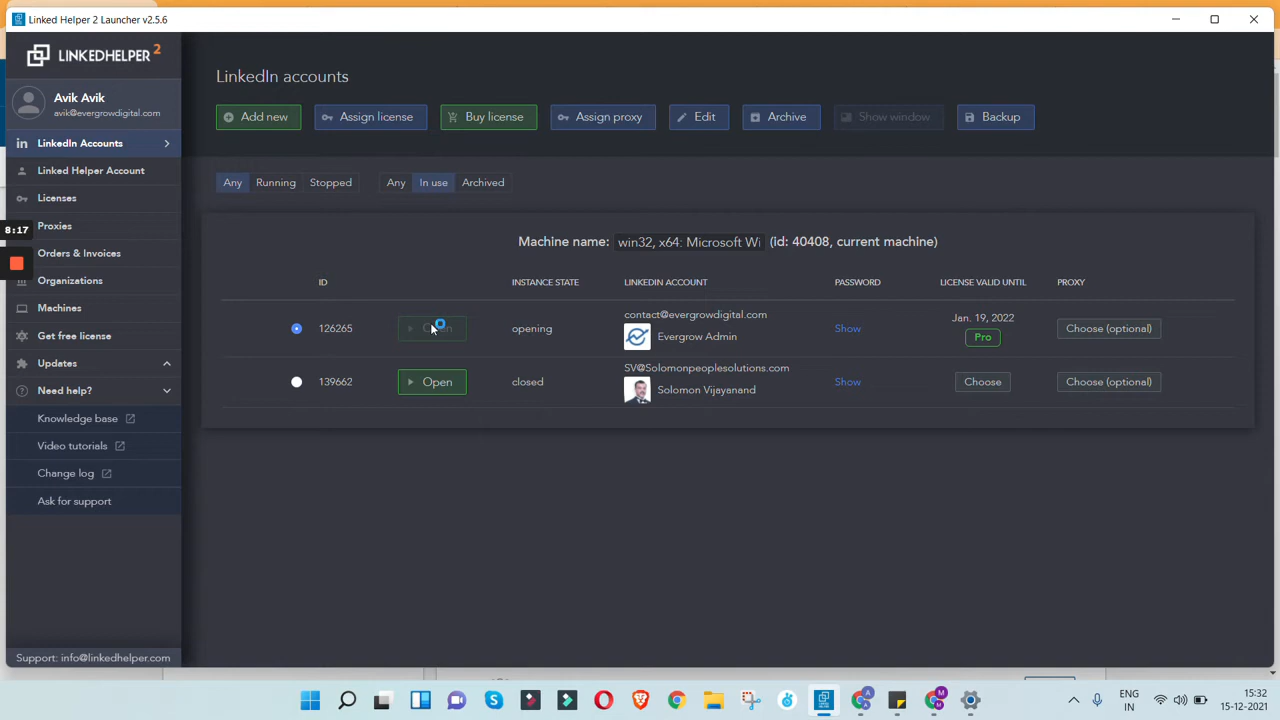 Linked Helper 2 Launcher v2.5.6
LINKEDHELPER 2
Avik Avik
avik@evergrowdigital.com
in LinkedIn Accounts
Linked Helper Account
Licenses
8:17
Proxies
Orders & Invoices
Organizations
Machines
Get free license
Updates
Need help?
Knowledge base
Video tutorials
Change log
Ask for support
Support: info@linkedhelper.com
LinkedIn accounts
Add new Assign license Buy license Assign proxy Edit Archive Show window Backup
Any Running Stopped Any In use Archived
Machine name: win32, x64: Microsoft Wi (id: 40408, current machine)
ID INSTANCE STATE LINKEDIN ACCOUNT PASSWORD LICENSE VALID UNTIL PROXY
126265 Open opening contact@evergrowdigital.com Show Jan. 19, 2022 Choose (optional)
Evergrow Admin Pro
139662 Open closed SV@Solomonpeoplesolutions.com Show Choose Choose (optional)
Solomon Vijayanand
ENG 15:32
IN 15-12-2021